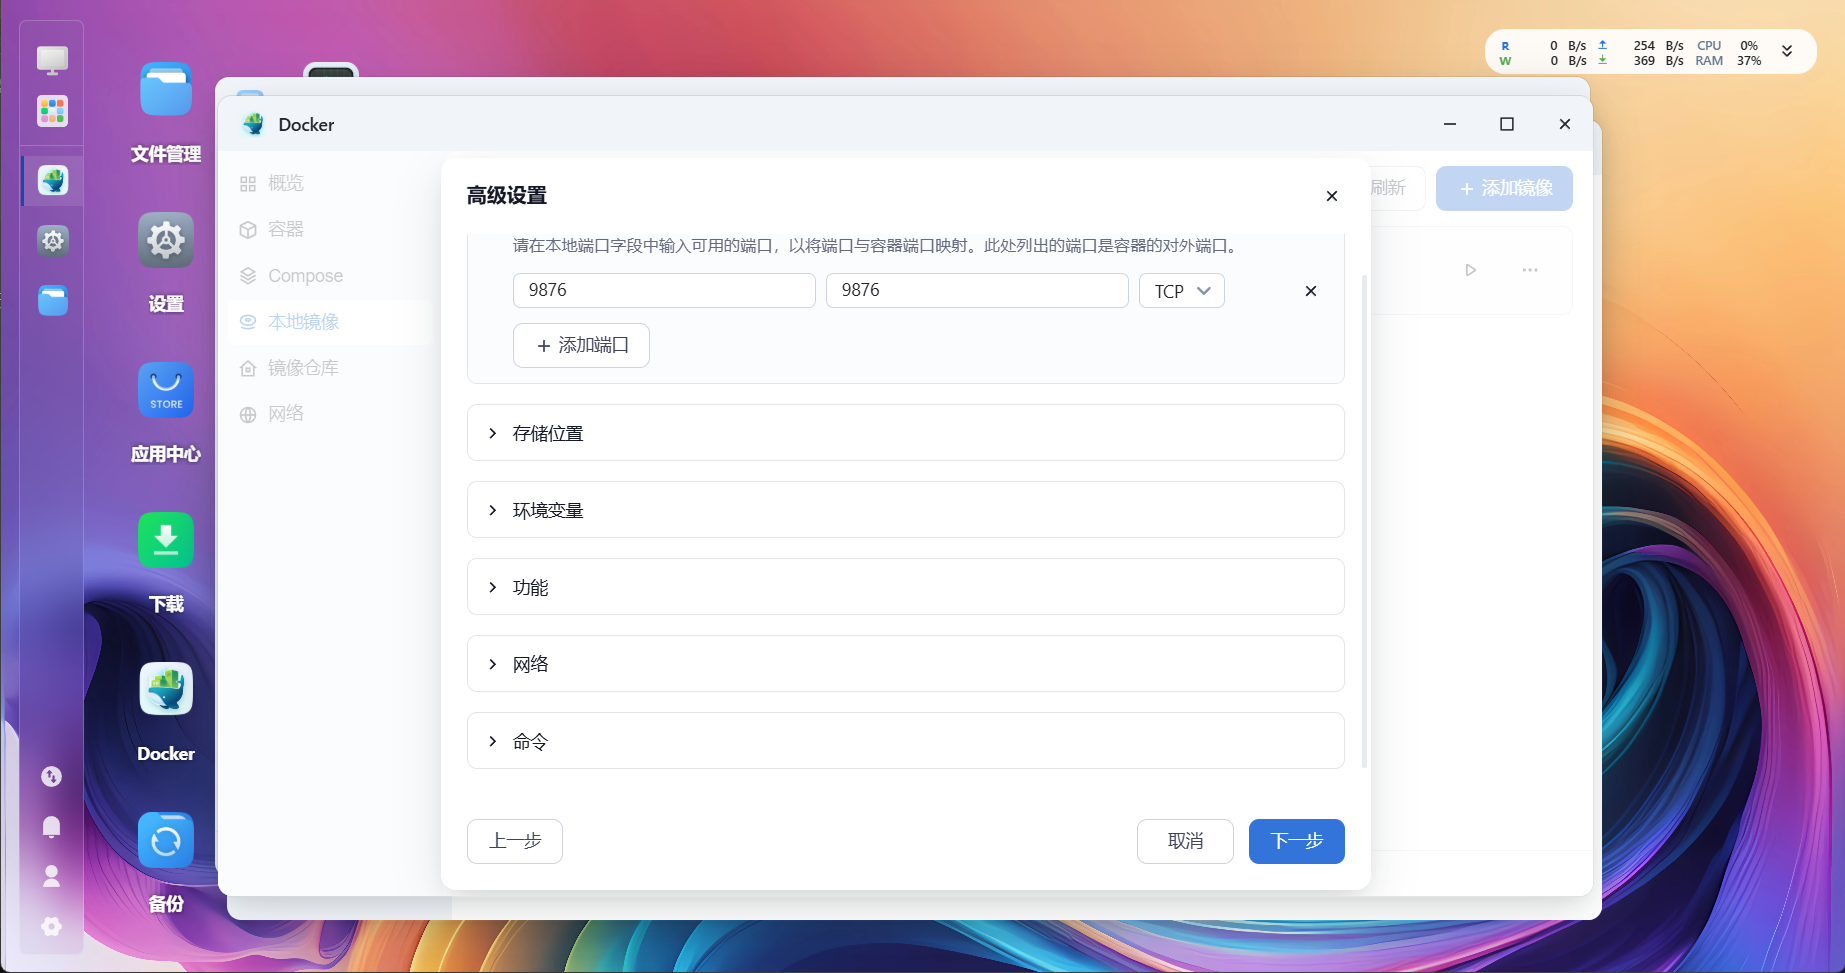 R 0 B/s 254 B/s CPU 0%
W 0 B/s 369 B/s RAM 37%
文件管理
设置
STORE
应用中心
下载
Docker
备份
Docker
概览
容器
Compose
本地镜像
镜像仓库
网络
刷新
+ 添加镜像
高级设置
请在本地端口字段中输入可用的端口，以将端口与容器端口映射。此处列出的端口是容器的对外端口。
9876 9876 TCP
+ 添加端口
存储位置
环境变量
功能
网络
命令
上一步
取消
下一步